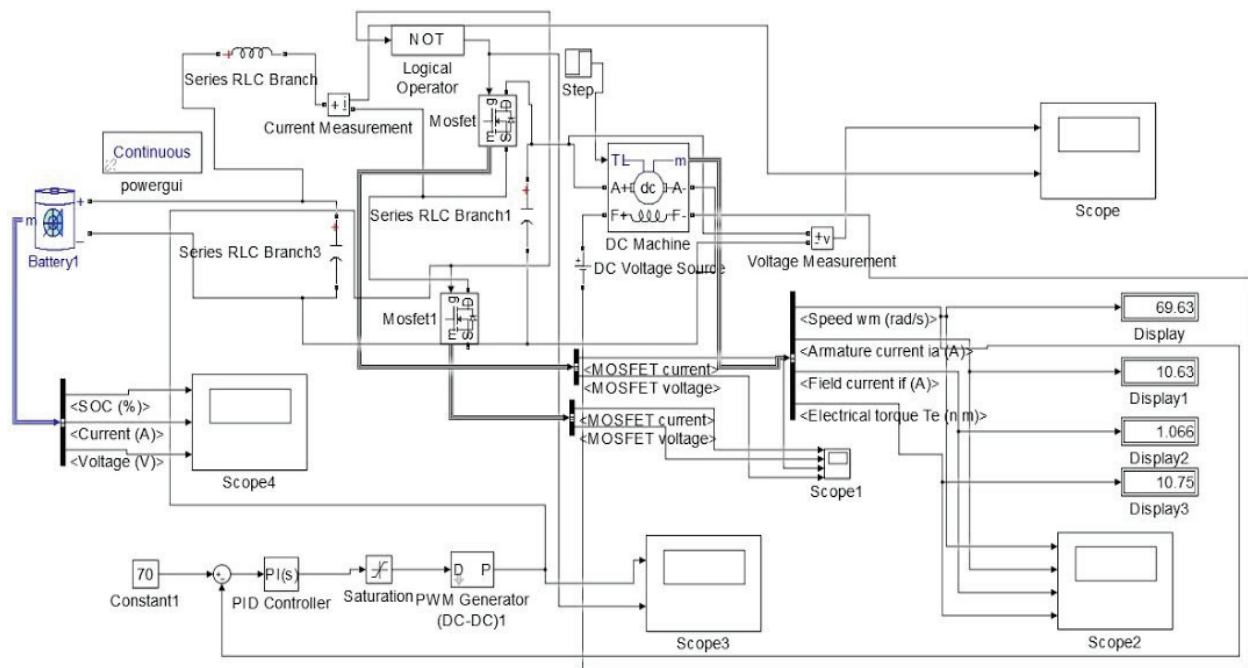 NOT
Logical
Operator
Series RLC Branch
+ i
Current Measurement
Step
Mosfet
g
D
m
S
Continuous
powergui
TL
m
A+
dc
A-
F+
F-
DC Machine
Scope
m
+
−
Battery1
Series RLC Branch1
Series RLC Branch3
DC Voltage Source
+v
-
Voltage Measurement
g
D
m
S
Mosfet1
<Speed wm (rad/s)>
69.63
Display
<Armature current ia (A)>
10.63
Display1
<Field current if (A)>
1.066
Display2
<Electrical torque Te (n m)>
10.75
Display3
<MOSFET current>
<MOSFET voltage>
<MOSFET current>
<MOSFET voltage>
Scope1
<SOC (%)>
<Current (A)>
<Voltage (V)>
Scope4
70
Constant1
PI(s)
PID Controller
Saturation
D P
PWM Generator
(DC-DC)1
Scope3
Scope2